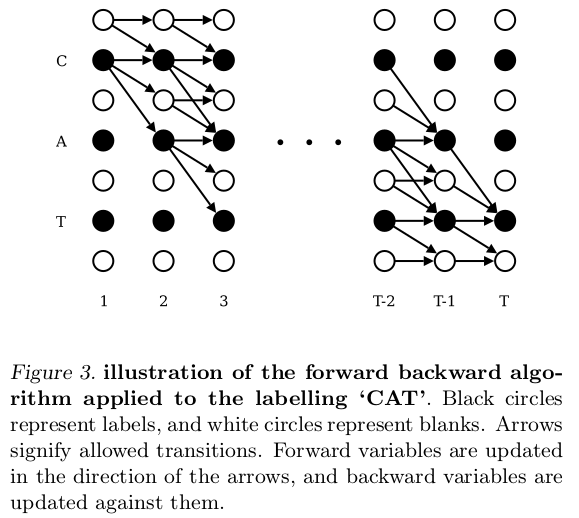 C
A
T
1 2 3 T-2 T-1 T
Figure 3. illustration of the forward backward algo-
rithm applied to the labelling ‘CAT’. Black circles
represent labels, and white circles represent blanks. Arrows
signify allowed transitions. Forward variables are updated
in the direction of the arrows, and backward variables are
updated against them.